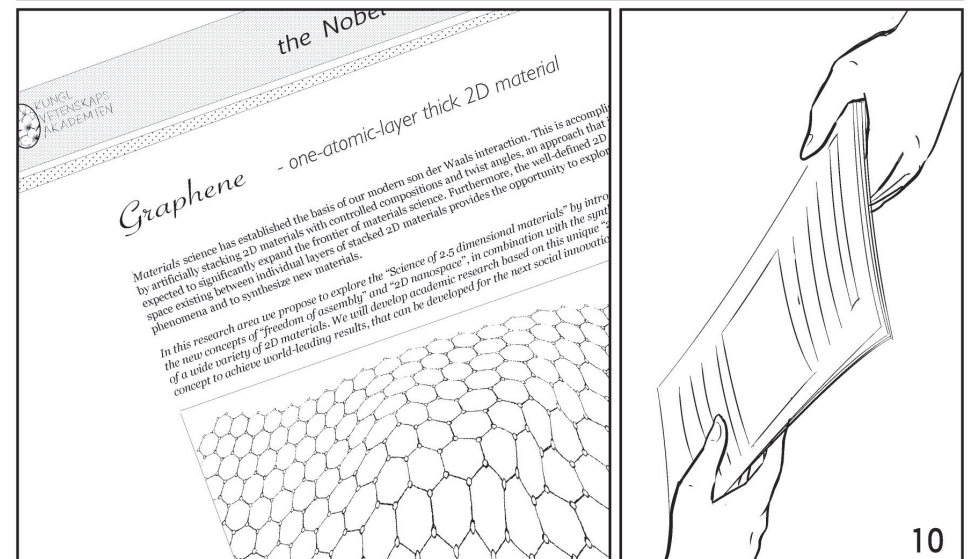 the Nobel
KUNGL
VETENSKAPS
AKADEMIEN
Graphene - one-atomic-layer thick 2D material
Materials science has established the basis of our modern son der Waals interaction. This is accompli
by artificially stacking 2D materials with controlled compositions and twist angles, an approach that i
expected to significantly expand the frontier of materials science. Furthermore, the well-defined 2D
space existing between individual layers of stacked 2D materials provides the opportunity to explor
phenomena and to synthesize new materials.
In this research area we propose to explore the "Science of 2.5 dimensional materials" by intro
the new concepts of "freedom of assembly" and "2D nanospace", in combination with the synt
of a wide variety of 2D materials. We will develop academic research based on this unique "2
concept to achieve world-leading results, that can be developed for the next social innovatio
10